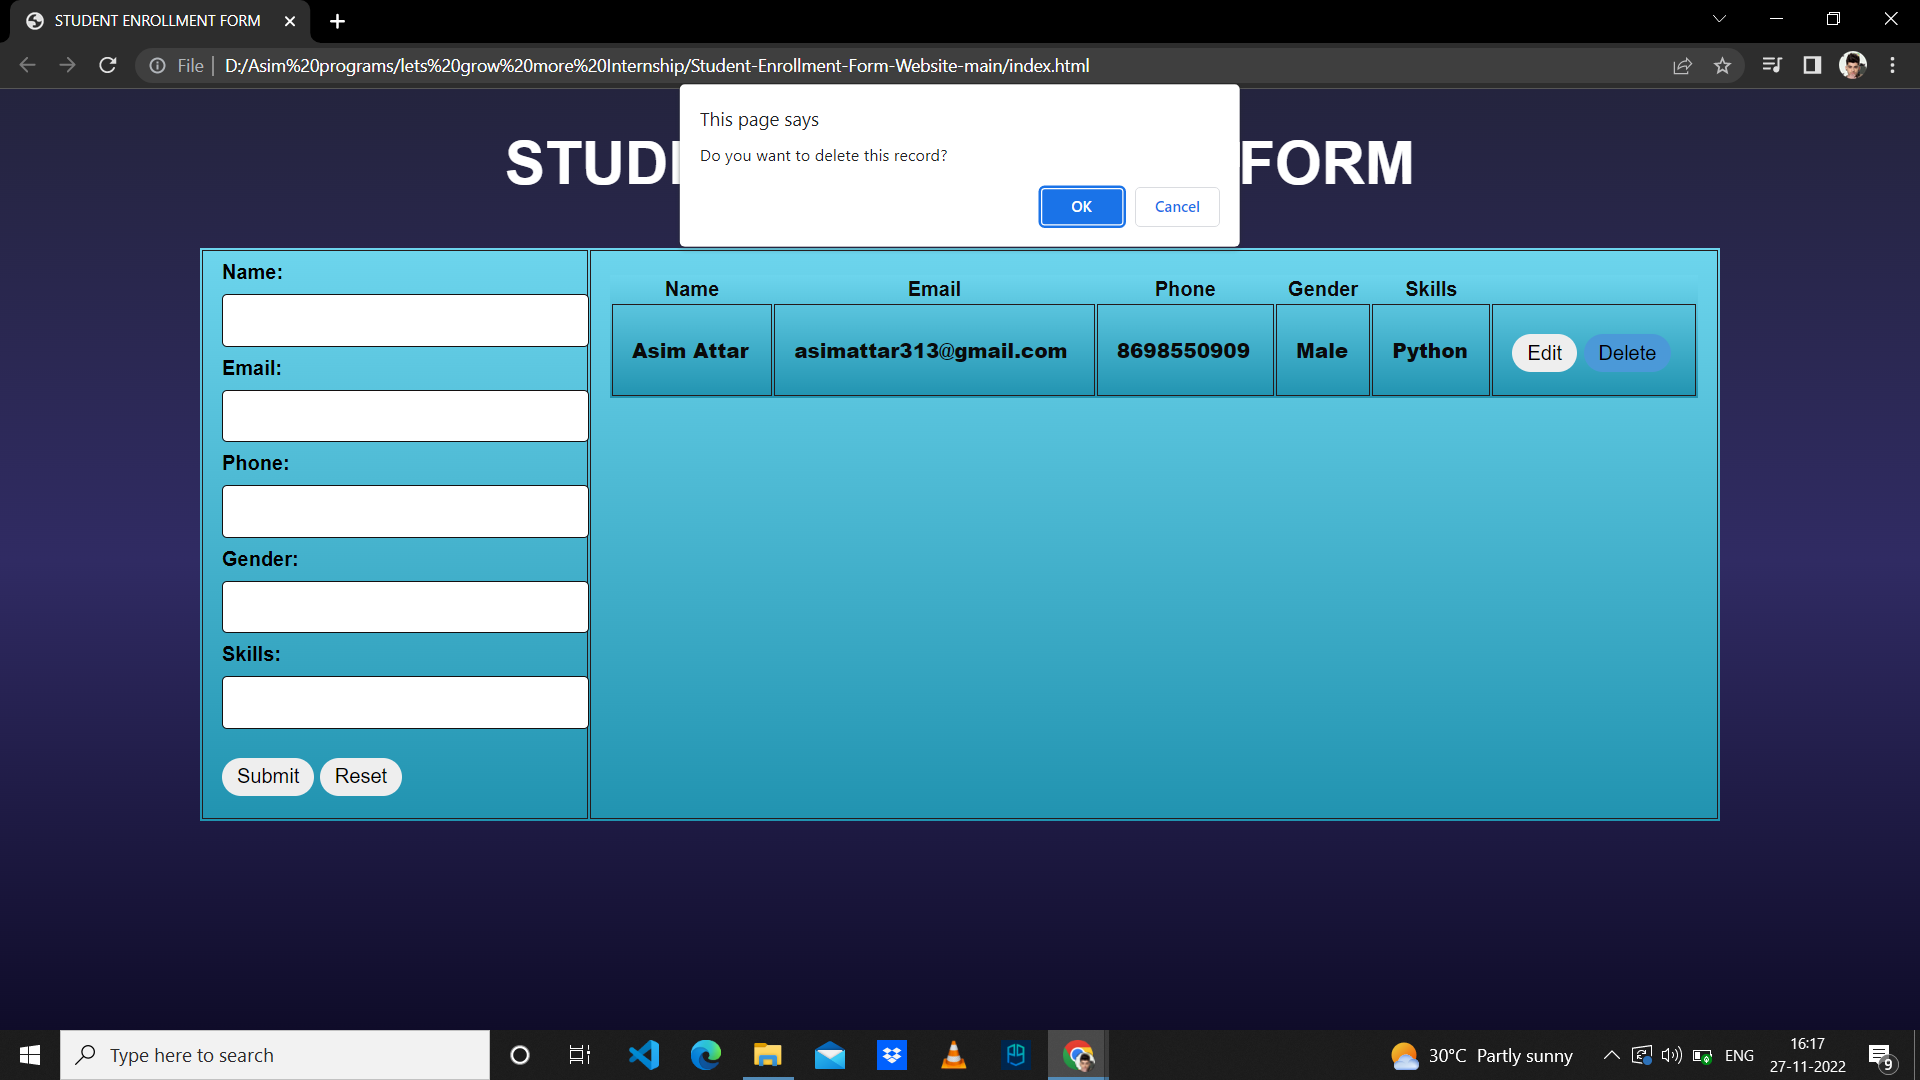 STUDENT ENROLLMENT FORM
File
D:/Asim%20programs/lets%20grow%20more%20Internship/Student-Enrollment-Form-Website-main/index.html
This page says
Do you want to delete this record?
OK Cancel
STUD FORM
Name:
Email:
Phone:
Gender:
Skills:
Submit Reset
Name Email Phone Gender Skills
Asim Attar asimattar313@gmail.com 8698550909 Male Python Edit Delete
Type here to search
30°C Partly sunny
ENG
16:17
27-11-2022
9